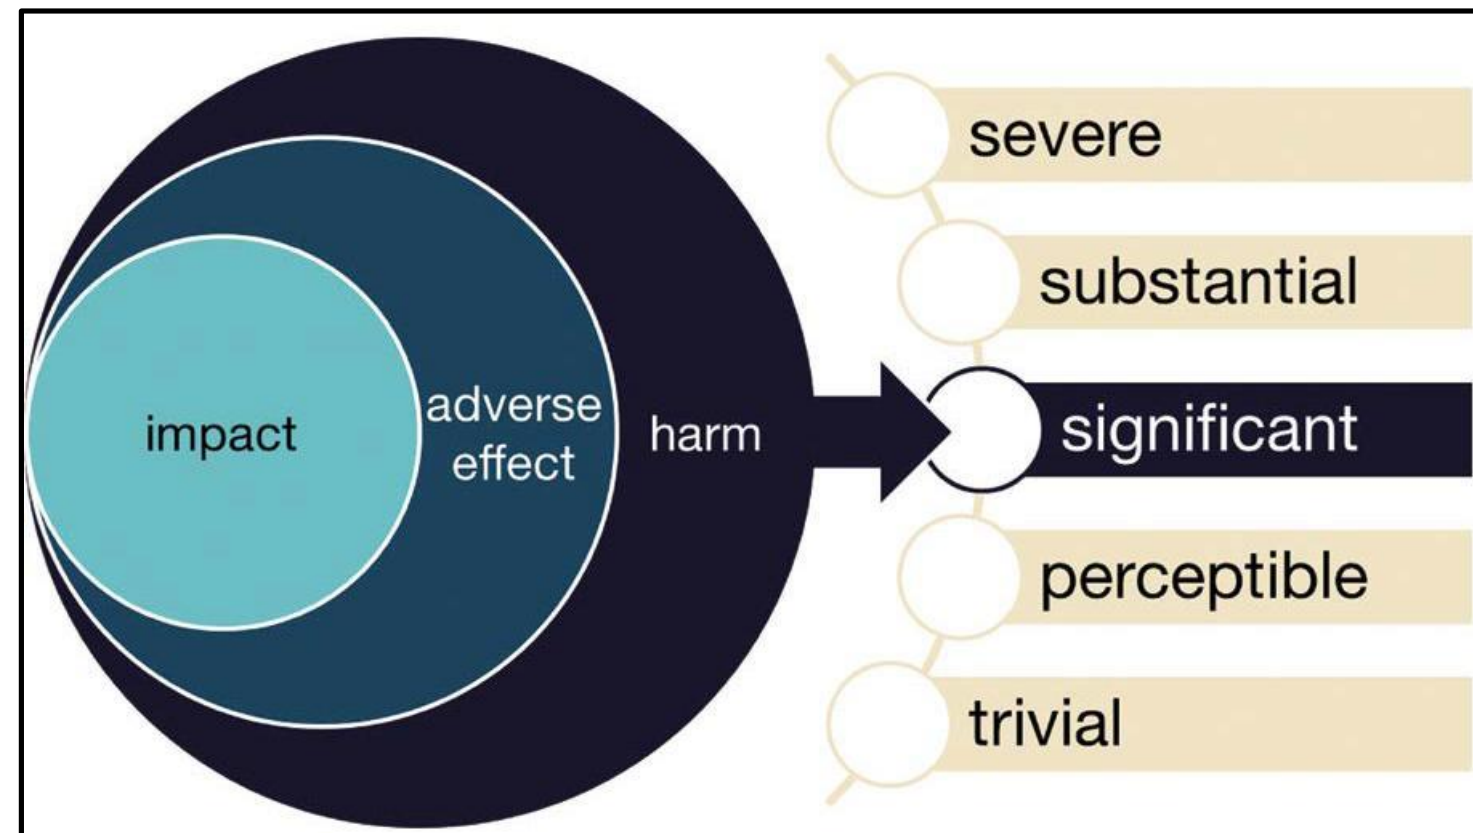 impact
adverse
effect
harm
severe
substantial
significant
perceptible
trivial